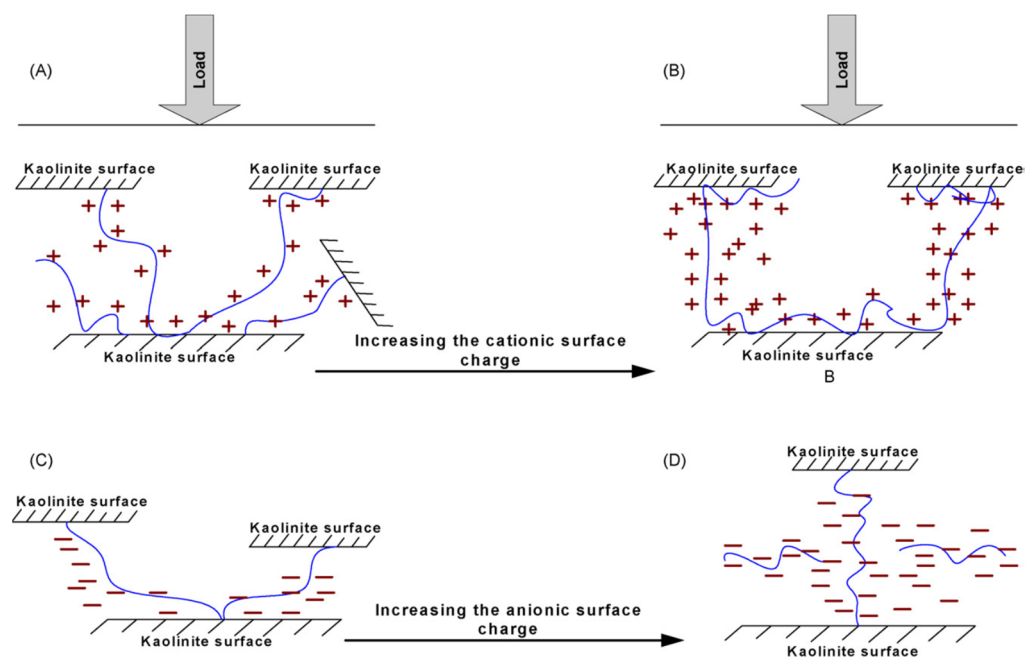 (A)
Load
Kaolinite surface
Kaolinite surface
Kaolinite surface
(B)
Load
Kaolinite surface
Kaolinite surface
Kaolinite surface
B
Increasing the cationic surface
charge
(C)
Kaolinite surface
Kaolinite surface
Kaolinite surface
(D)
Kaolinite surface
Kaolinite surface
Increasing the anionic surface
charge